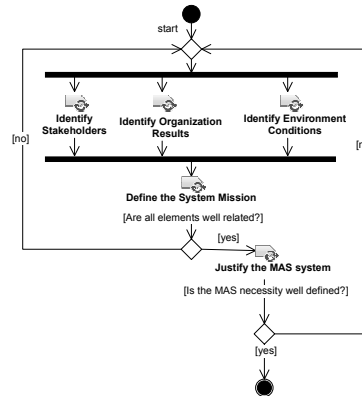 start
Identify
Stakeholders
Identify Organization
Results
Identify Environment
Conditions
[no]
Define the System Mission
[Are all elements well related?]
[yes]
Justify the MAS system
[Is the MAS necessity well defined?]
[yes]